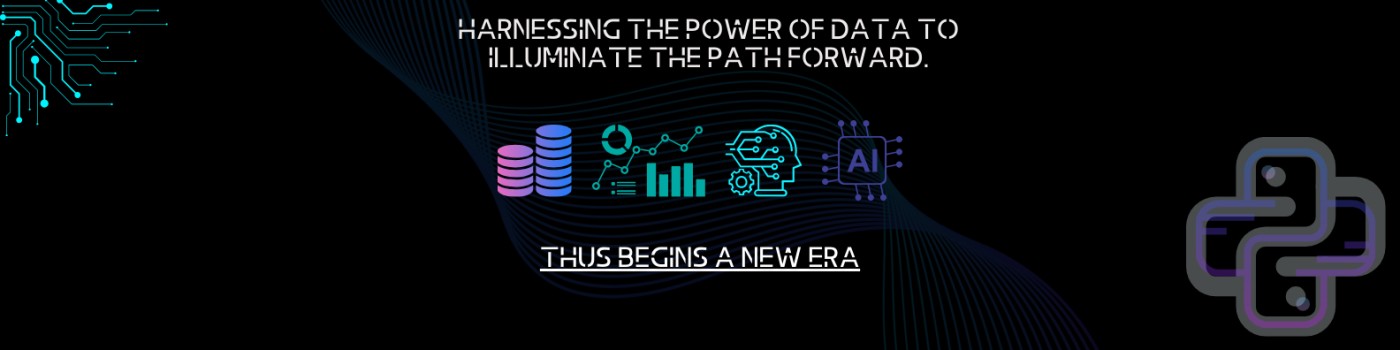 HARNESSING THE POWER OF DATA TO
ILLUMINATE THE PATH FORWARD.
AI
THUS BEGINS A NEW ERA